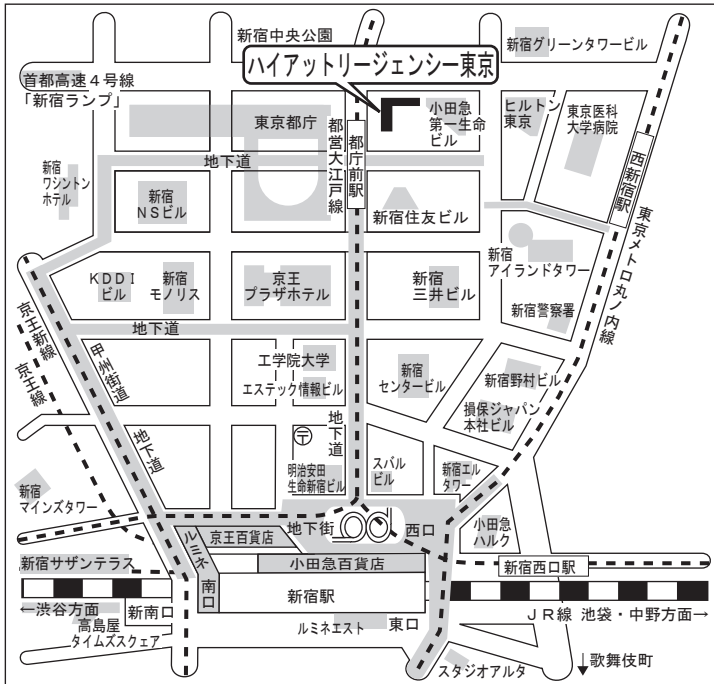 新宿中央公園
新宿グリーンタワービル
ハイアットリージェンシー東京
首都高速4号線
「新宿ランプ」
東京都庁
都営大江戸線
都庁前駅
小田急
第一生命
ビル
ヒルトン
東京
東京医科
大学病院
西新宿駅
東京メトロ丸ノ内線
地下道
新宿
ワシントン
ホテル
新宿
NSビル
新宿住友ビル
新宿
アイランドタワー
KDDI
ビル
新宿
モノリス
京王
プラザホテル
新宿
三井ビル
新宿警察署
京王新線
京王線
甲州街道
地下道
地下道
工学院大学
エステック情報ビル
地下道
新宿
センタービル
新宿野村ビル
損保ジャパン
本社ビル
〒
明治安田
生命新宿ビル
スバル
ビル
新宿エル
タワー
新宿
マインズタワー
ルミネ
京王百貨店
地下街
西口
小田急
ハルク
新宿サザンテラス
小田急百貨店
新宿西口駅
南口
新宿駅
←渋谷方面
新南口
JR線 池袋・中野方面→
高島屋
タイムズスクェア
ルミネエスト
東口
スタジオアルタ
↓歌舞伎町